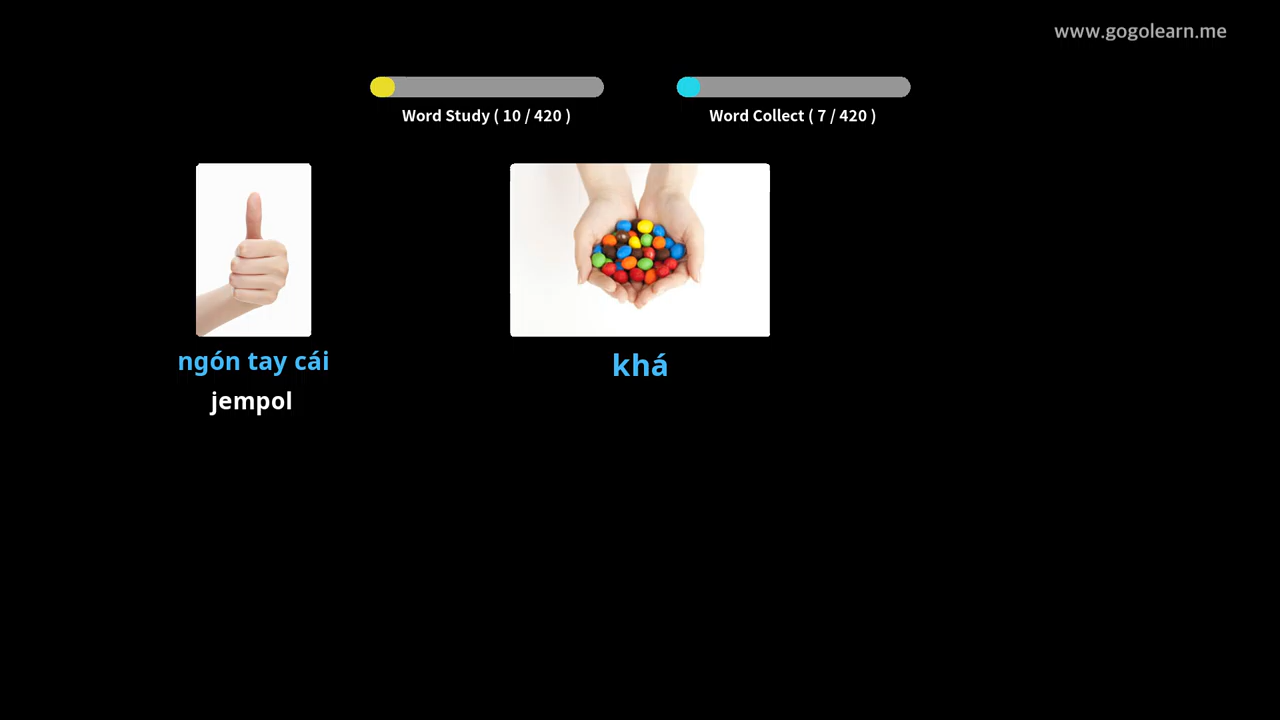 www.gogolearn.me
Word Study ( 10 / 420 )
Word Collect ( 7 / 420 )
ngón tay cái
jempol
khá